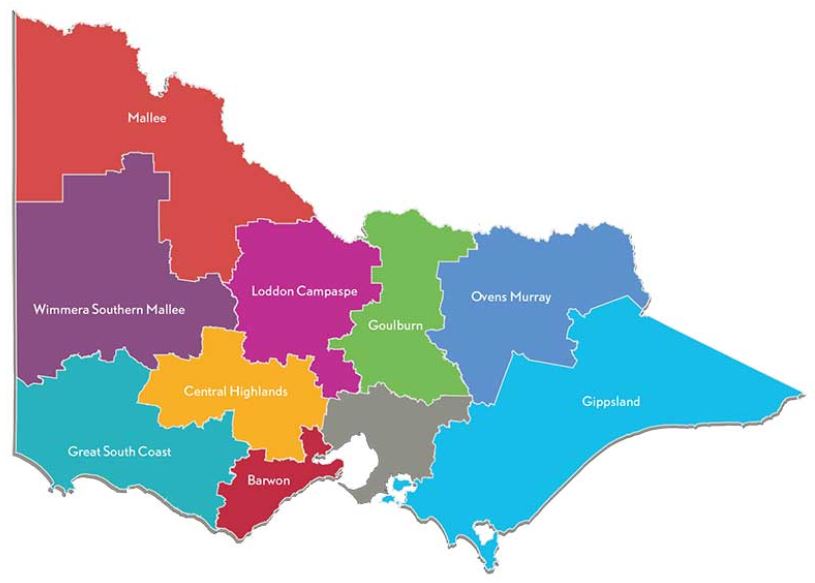 Mallee
Wimmera Southern Mallee
Loddon Campaspe
Goulburn
Ovens Murray
Central Highlands
Gippsland
Great South Coast
Barwon